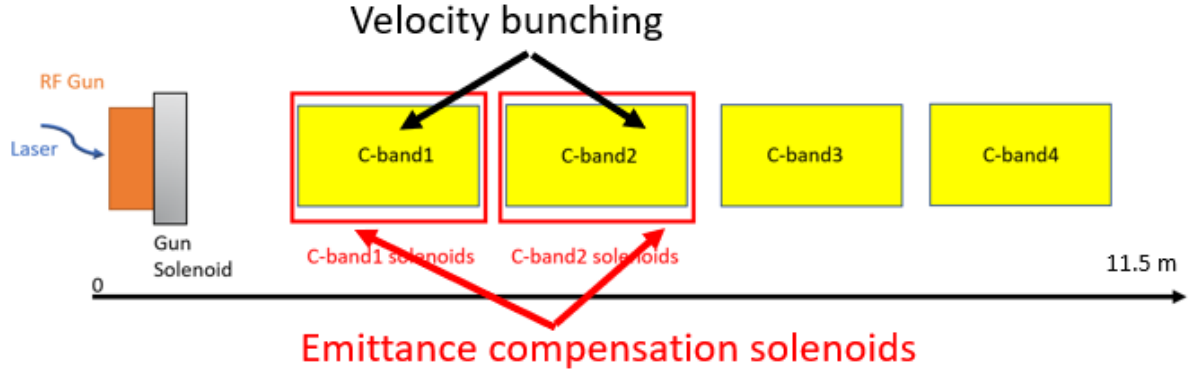 Velocity bunching
RF Gun
Laser
C-band1
C-band2
C-band3
C-band4
Gun
Solenoid
C-band1 solenoids
C-band2 solenoids
11.5 m
0
Emittance compensation solenoids